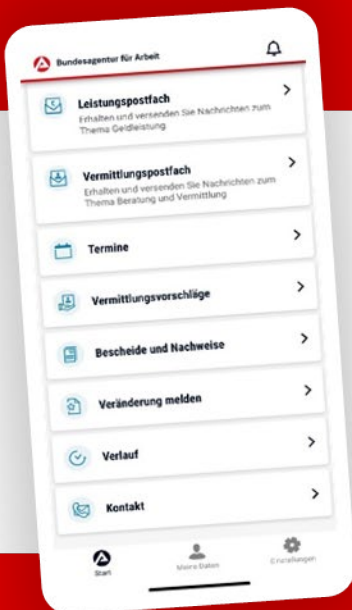 Bundesagentur für Arbeit
Leistungspostfach
Erhalten und versenden Sie Nachrichten zum
Thema Geldleistung
Vermittlungspostfach
Erhalten und versenden Sie Nachrichten zum
Thema Beratung und Vermittlung
Termine
Vermittlungsvorschläge
Bescheide und Nachweise
Veränderung melden
Verlauf
Kontakt
Start
Meine Daten
Einstellungen